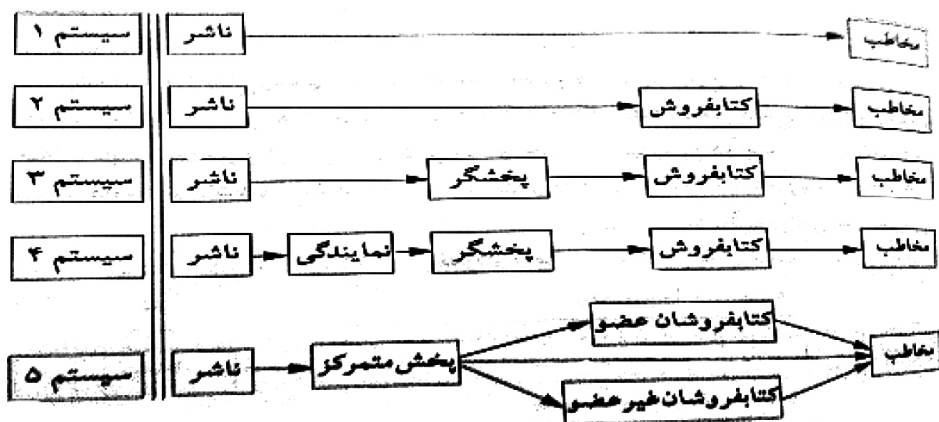 سیستم ۱ ناشر مخاطب
سیستم ۲ ناشر کتابفروش مخاطب
سیستم ۳ ناشر پخشگر کتابفروش مخاطب
سیستم ۴ ناشر نمایندگی پخشگر کتابفروش مخاطب
کتابفروشان عضو
سیستم ۵ ناشر پخش متمرکز مخاطب
کتابفروشان غیر عضو